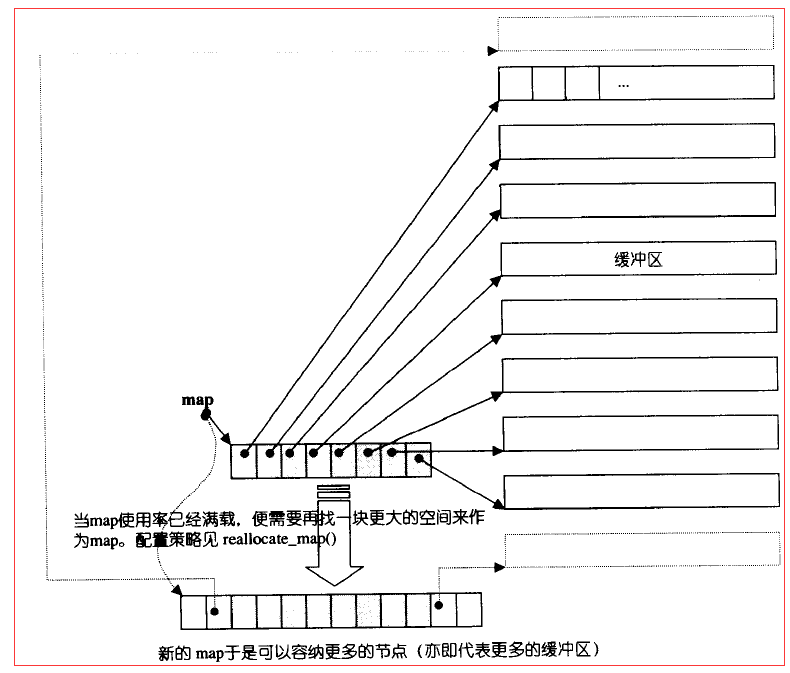 ...
缓冲区
map
当map使用率已经满载，便需要再找一块更大的空间来作
为map。配置策略见 reallocate_map()
新的 map于是可以容纳更多的节点（亦即代表更多的缓冲区）